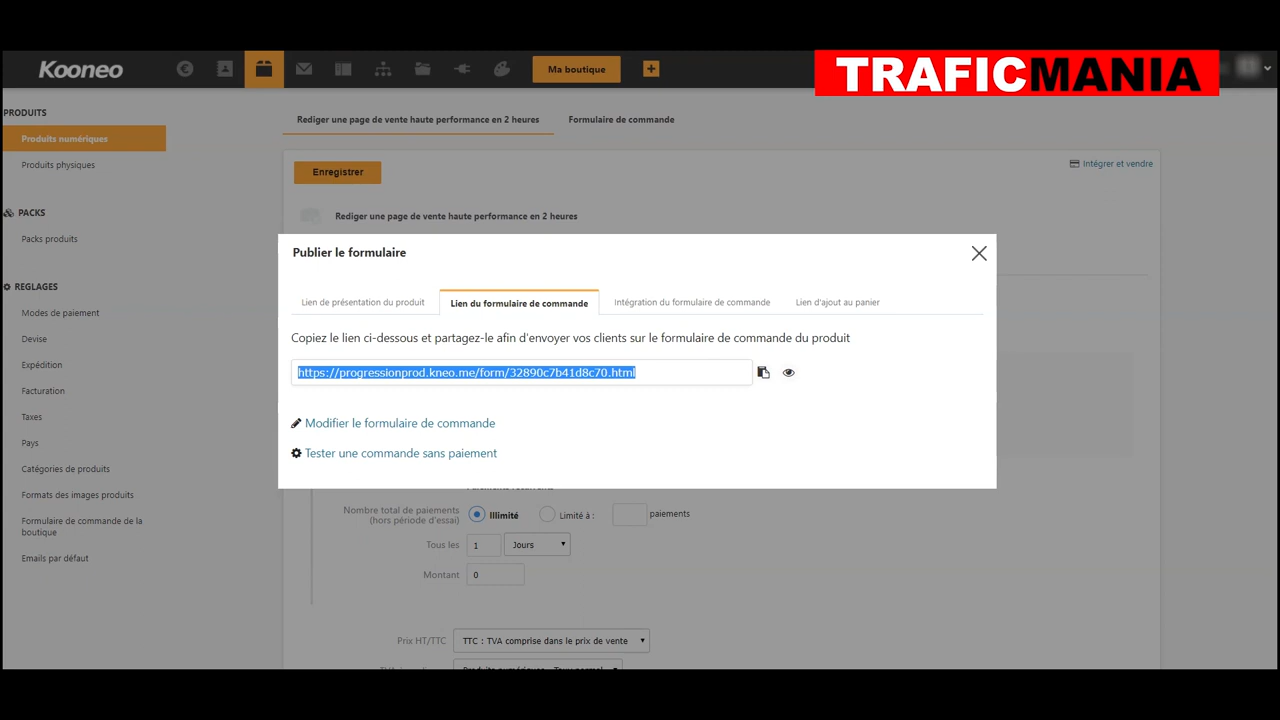 Kooneo
Ma boutique
TRAFICMANIA
PRODUITS
Produits numériques
Produits physiques
PACKS
Packs produits
REGLAGES
Modes de paiement
Devise
Expédition
Facturation
Taxes
Pays
Catégories de produits
Formats des images produits
Formulaire de commande de la
boutique
Emails par défaut
Rediger une page de vente haute performance en 2 heures
Formulaire de commande
Enregistrer
Intégrer et vendre
Rediger une page de vente haute performance en 2 heures
Publier le formulaire
Lien de présentation du produit
Lien du formulaire de commande
Intégration du formulaire de commande
Lien d'ajout au panier
Copiez le lien ci-dessous et partagez-le afin d'envoyer vos clients sur le formulaire de commande du produit
https://progressionprod.kneo.me/form/32890c7b41d8c70.html
Modifier le formulaire de commande
Tester une commande sans paiement
Nombre total de paiements
(hors période d'essai)
Illimité
Limité à :
paiements
Tous les
1
Jours
Montant
0
Prix HT/TTC
TTC : TVA comprise dans le prix de vente